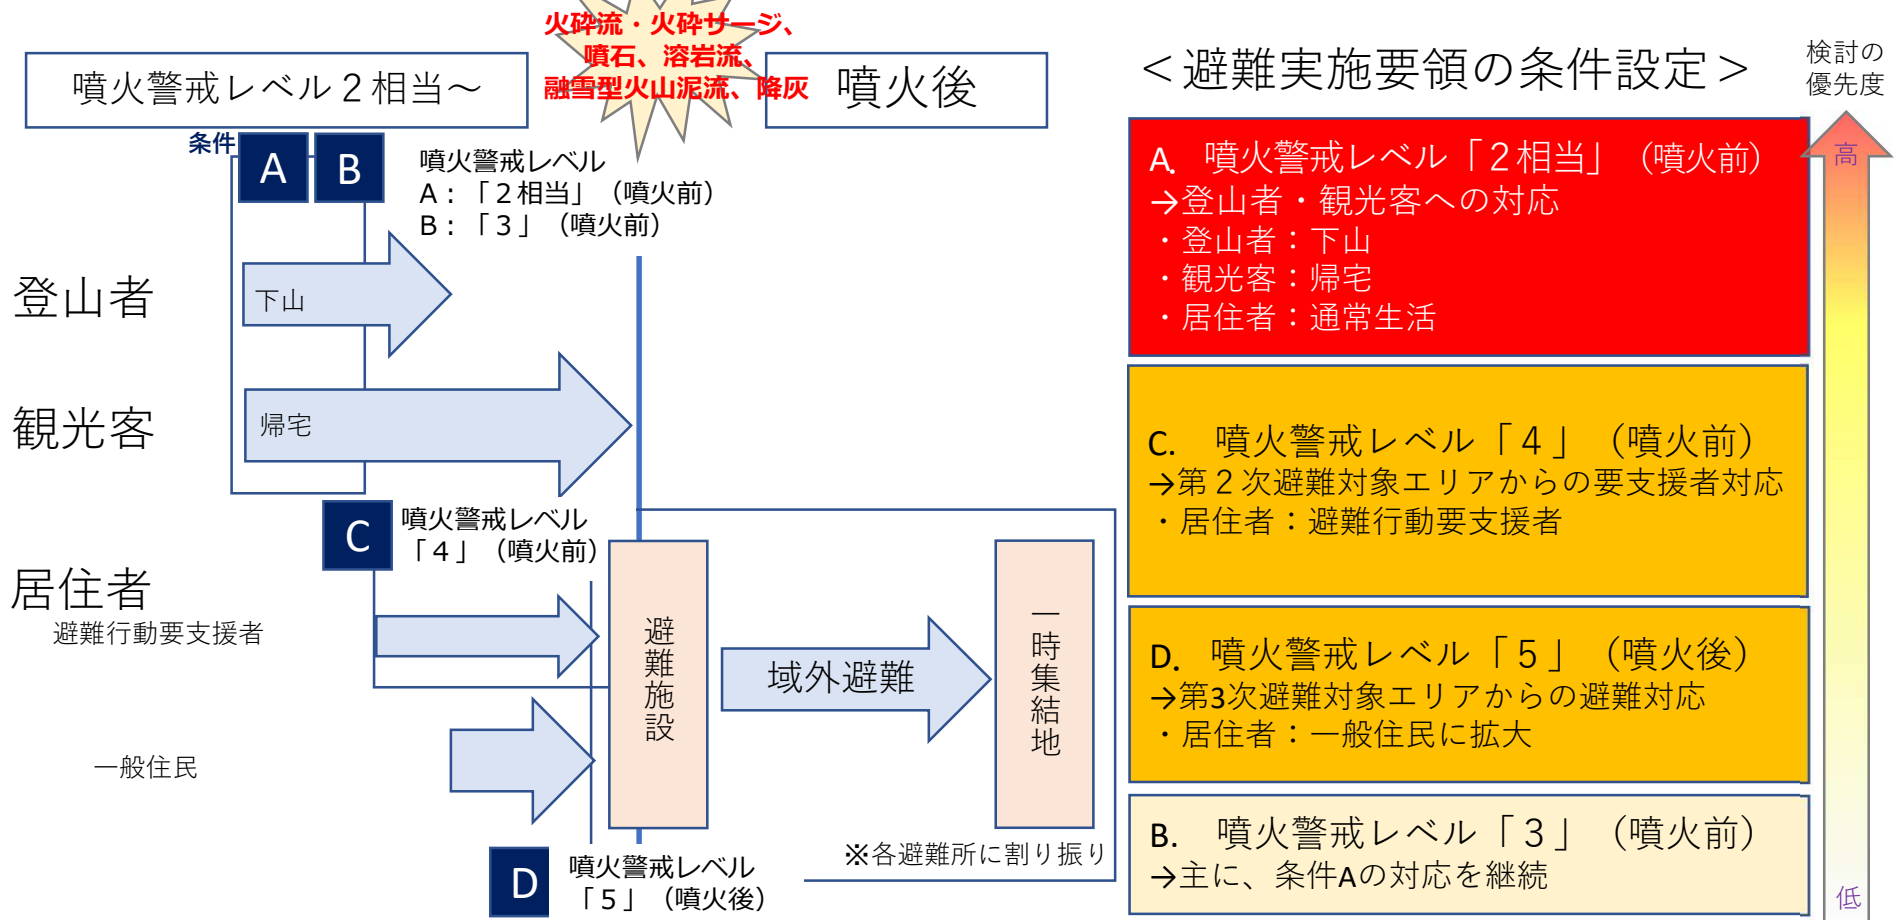 火砕流・火砕サージ、
噴石、溶岩流、
融雪型火山泥流、降灰
噴火警戒レベル２相当～
噴火後
条件
A
B
噴火警戒レベル
A：「２相当」（噴火前）
B：「３」（噴火前）
登山者
下山
観光客
帰宅
C
噴火警戒レベル
「４」（噴火前）
居住者
避難行動要支援者
一般住民
避難施設
域外避難
一時集結地
※各避難所に割り振り
D
噴火警戒レベル
「５」（噴火後）
＜避難実施要領の条件設定＞
検討の
優先度
高
A. 噴火警戒レベル「２相当」（噴火前）
→登山者・観光客への対応
・登山者：下山
・観光客：帰宅
・居住者：通常生活
C. 噴火警戒レベル「４」（噴火前）
→第２次避難対象エリアからの要支援者対応
・居住者：避難行動要支援者
D. 噴火警戒レベル「５」（噴火後）
→第3次避難対象エリアからの避難対応
・居住者：一般住民に拡大
B. 噴火警戒レベル「３」（噴火前）
→主に、条件Aの対応を継続
低